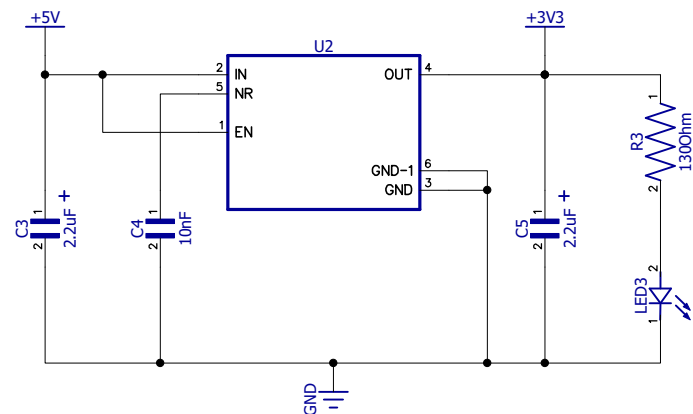 +5V
+3V3
U2
2 IN
OUT 4
5 NR
1 EN
GND-1 6
GND 3
1
R3
130Ohm
2
1
+
C3
2.2uF
2
1
C4
10nF
2
1
+
C5
2.2uF
2
2
LED3
1
GND